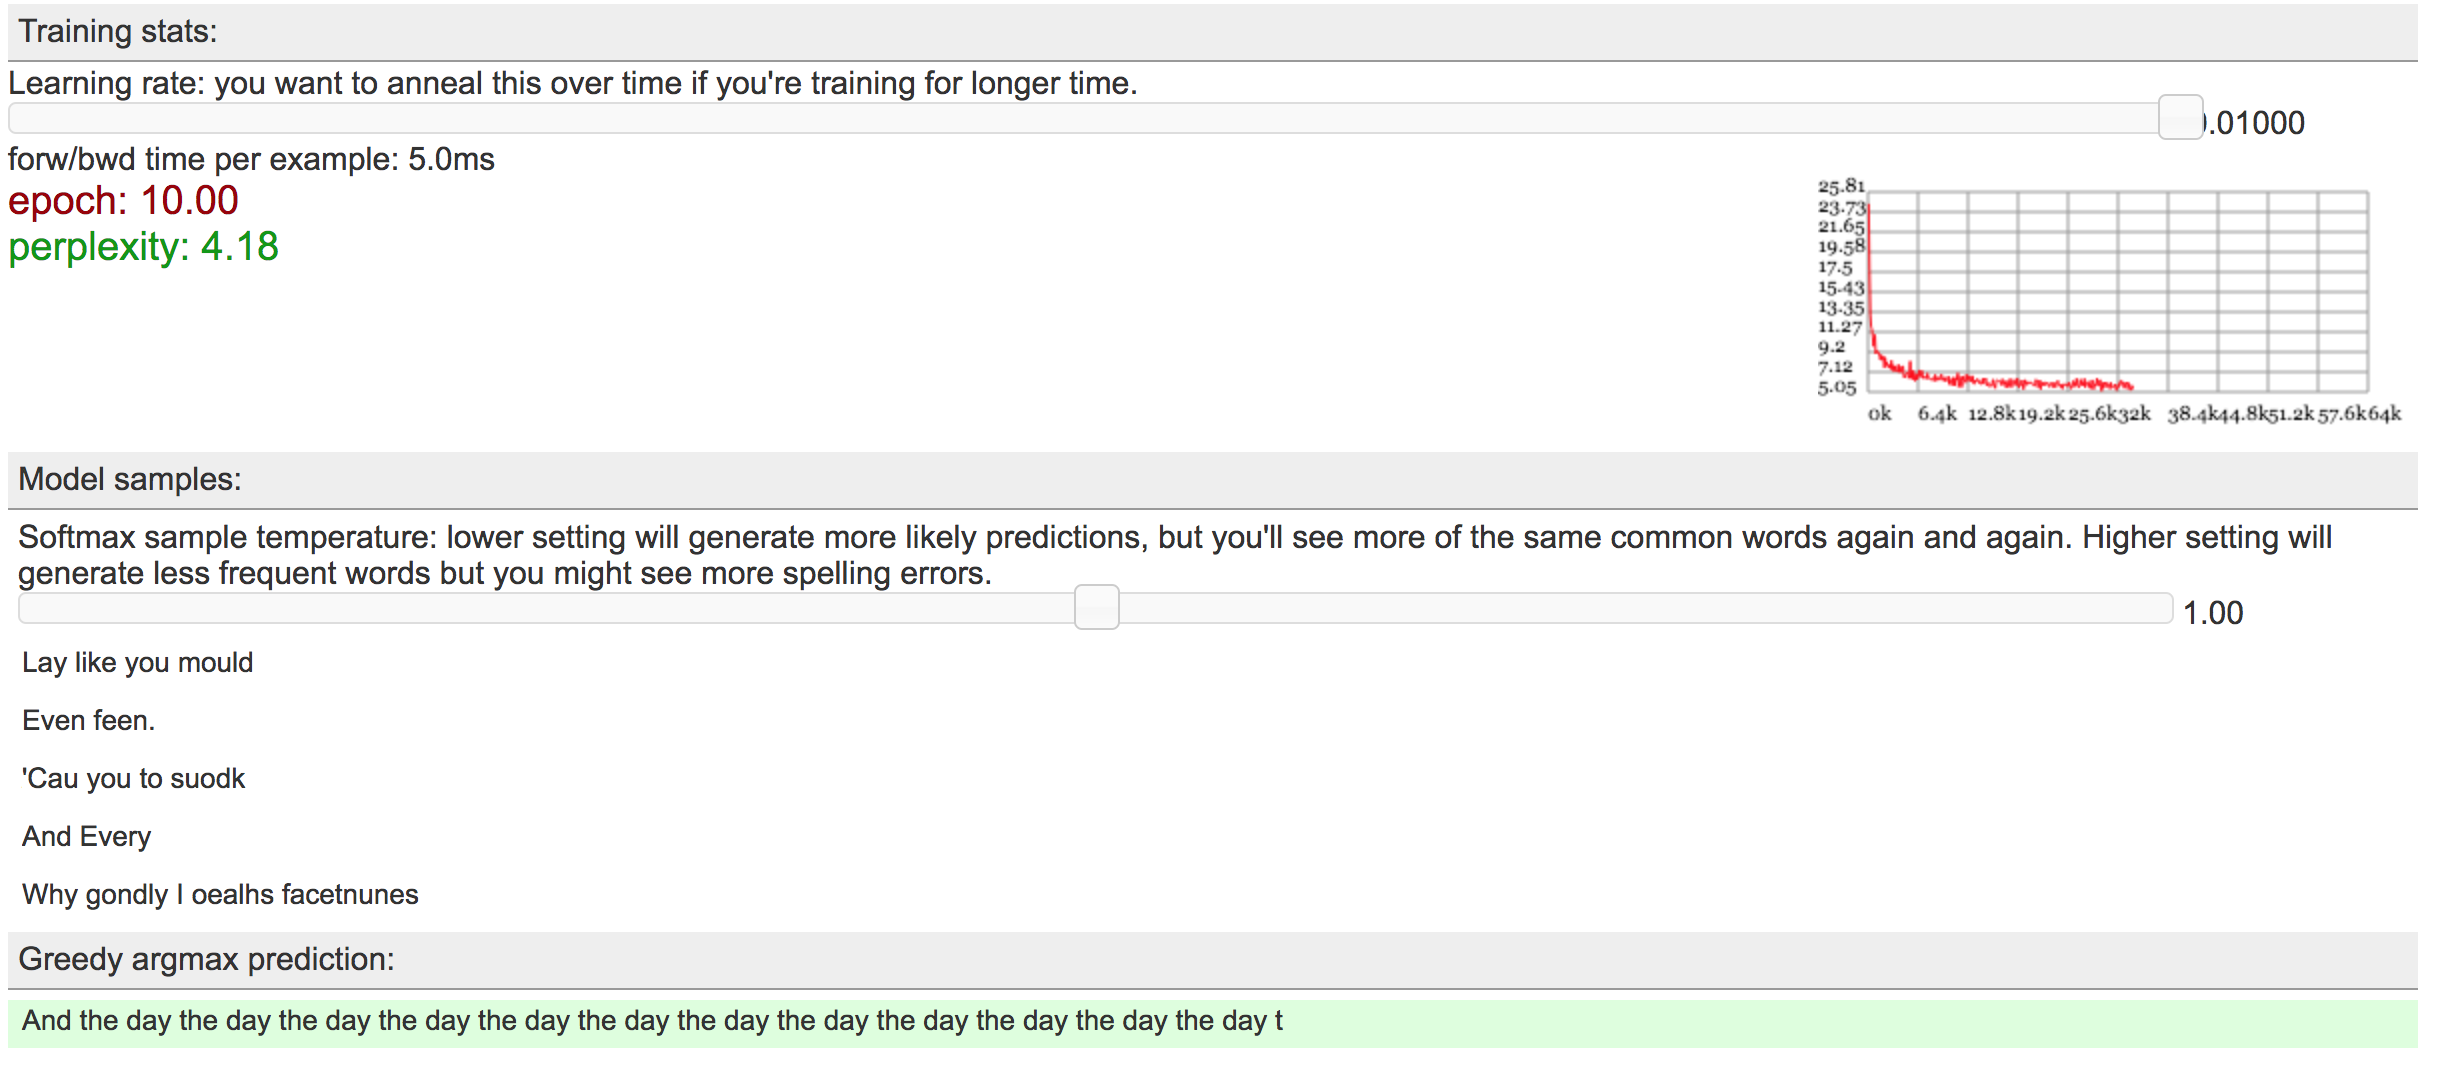 Training stats:
Learning rate: you want to anneal this over time if you're training for longer time.
.01000
forw/bwd time per example: 5.0ms
epoch: 10.00
perplexity: 4.18
25.81
23.73
21.65
19.58
17.5
15.43
13.35
11.27
9.2
7.12
5.05
0k 6.4k 12.8k 19.2k 25.6k 32k 38.4k 44.8k 51.2k 57.6k 64k
Model samples:
Softmax sample temperature: lower setting will generate more likely predictions, but you'll see more of the same common words again and again. Higher setting will
generate less frequent words but you might see more spelling errors.
1.00
Lay like you mould
Even feen.
'Cau you to suodk
And Every
Why gondly I oealhs facetnunes
Greedy argmax prediction:
And the day the day the day the day the day the day the day the day the day the day the day the day t